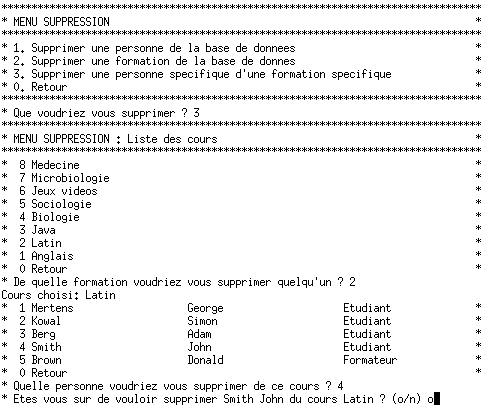 ********************************************************************************
* MENU SUPPRESSION *
********************************************************************************
* 1. Supprimer une personne de la base de donnees *
* 2. Supprimer une formation de la base de donnes *
* 3. Supprimer une personne specifique d'une formation specifique *
* 0. Retour *
********************************************************************************
* Que voudriez vous supprimer ? 3
********************************************************************************
* MENU SUPPRESSION : Liste des cours *
********************************************************************************
* 8 Medecine *
* 7 Microbiologie *
* 6 Jeux videos *
* 5 Sociologie *
* 4 Biologie *
* 3 Java *
* 2 Latin *
* 1 Anglais *
* 0 Retour *
* De quelle formation voudriez vous supprimer quelqu'un ? 2
Cours choisi: Latin
* 1 Mertens George Etudiant *
* 2 Kowal Simon Etudiant *
* 3 Berg Adam Etudiant *
* 4 Smith John Etudiant *
* 5 Brown Donald Formateur *
* 0 Retour *
* Quelle personne voudriez vous supprimer de ce cours ? 4
* Etes vous sur de vouloir supprimer Smith John du cours Latin ? (o/n) o